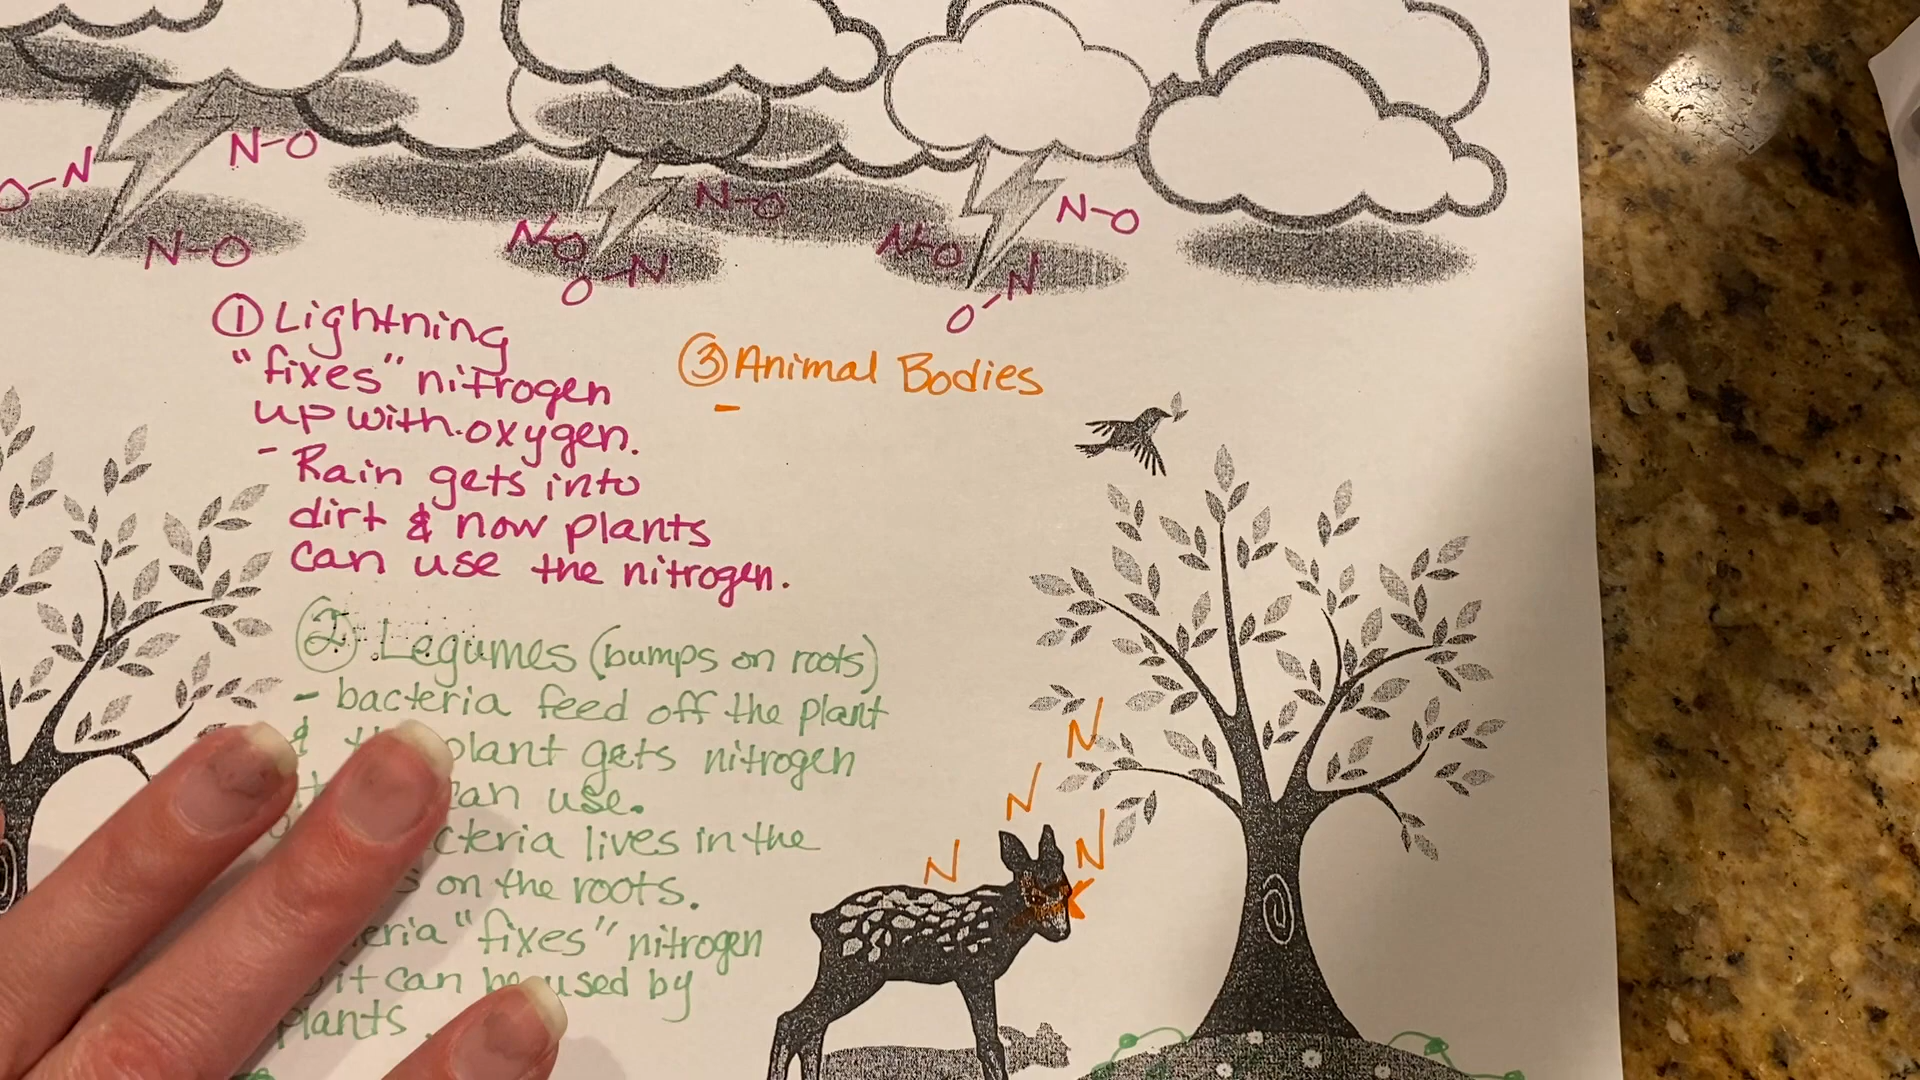 N-O
O-N
N-O
N-O
N-O
O-N
N-O
N-O
O-N
① Lightning
"fixes" nitrogen
up with oxygen.
- Rain gets into
dirt & now plants
can use the nitrogen.
③ Animal Bodies
-
② Legumes (bumps on roots)
- bacteria feed off the plant
& plant gets nitrogen
can use.
lives in the
on the roots.
"fixes" nitrogen
it can be used by
plants.
N
N
N
N